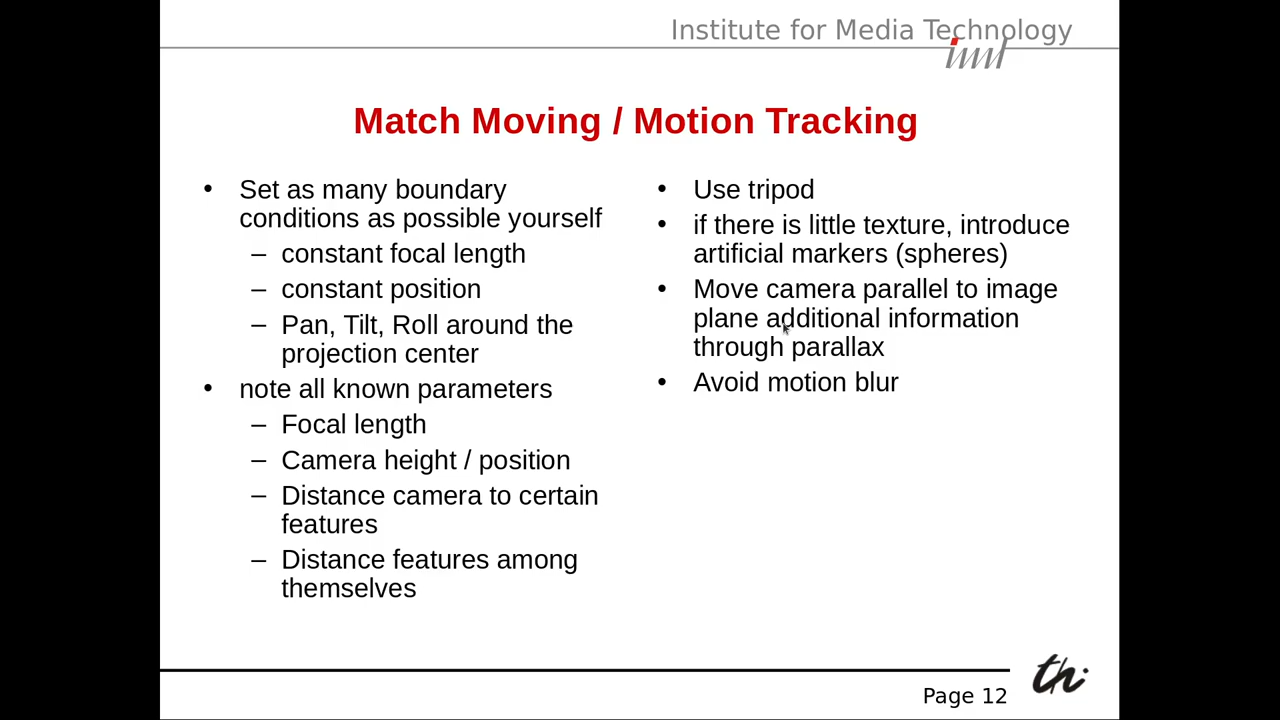 Institute for Media Technology
imt
Match Moving / Motion Tracking
• Set as many boundary
conditions as possible yourself
– constant focal length
– constant position
– Pan, Tilt, Roll around the
projection center
• note all known parameters
– Focal length
– Camera height / position
– Distance camera to certain
features
– Distance features among
themselves
• Use tripod
• if there is little texture, introduce
artificial markers (spheres)
• Move camera parallel to image
plane additional information
through parallax
• Avoid motion blur
th
Page 12